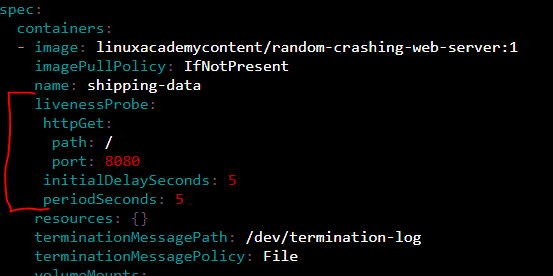 spec:
  containers:
  - image: linuxacademycontent/random-crashing-web-server:1
    imagePullPolicy: IfNotPresent
    name: shipping-data
    livenessProbe:
     httpGet:
      path: /
      port: 8080
     initialDelaySeconds: 5
     periodSeconds: 5
    resources: {}
    terminationMessagePath: /dev/termination-log
    terminationMessagePolicy: File
    volumeMounts: